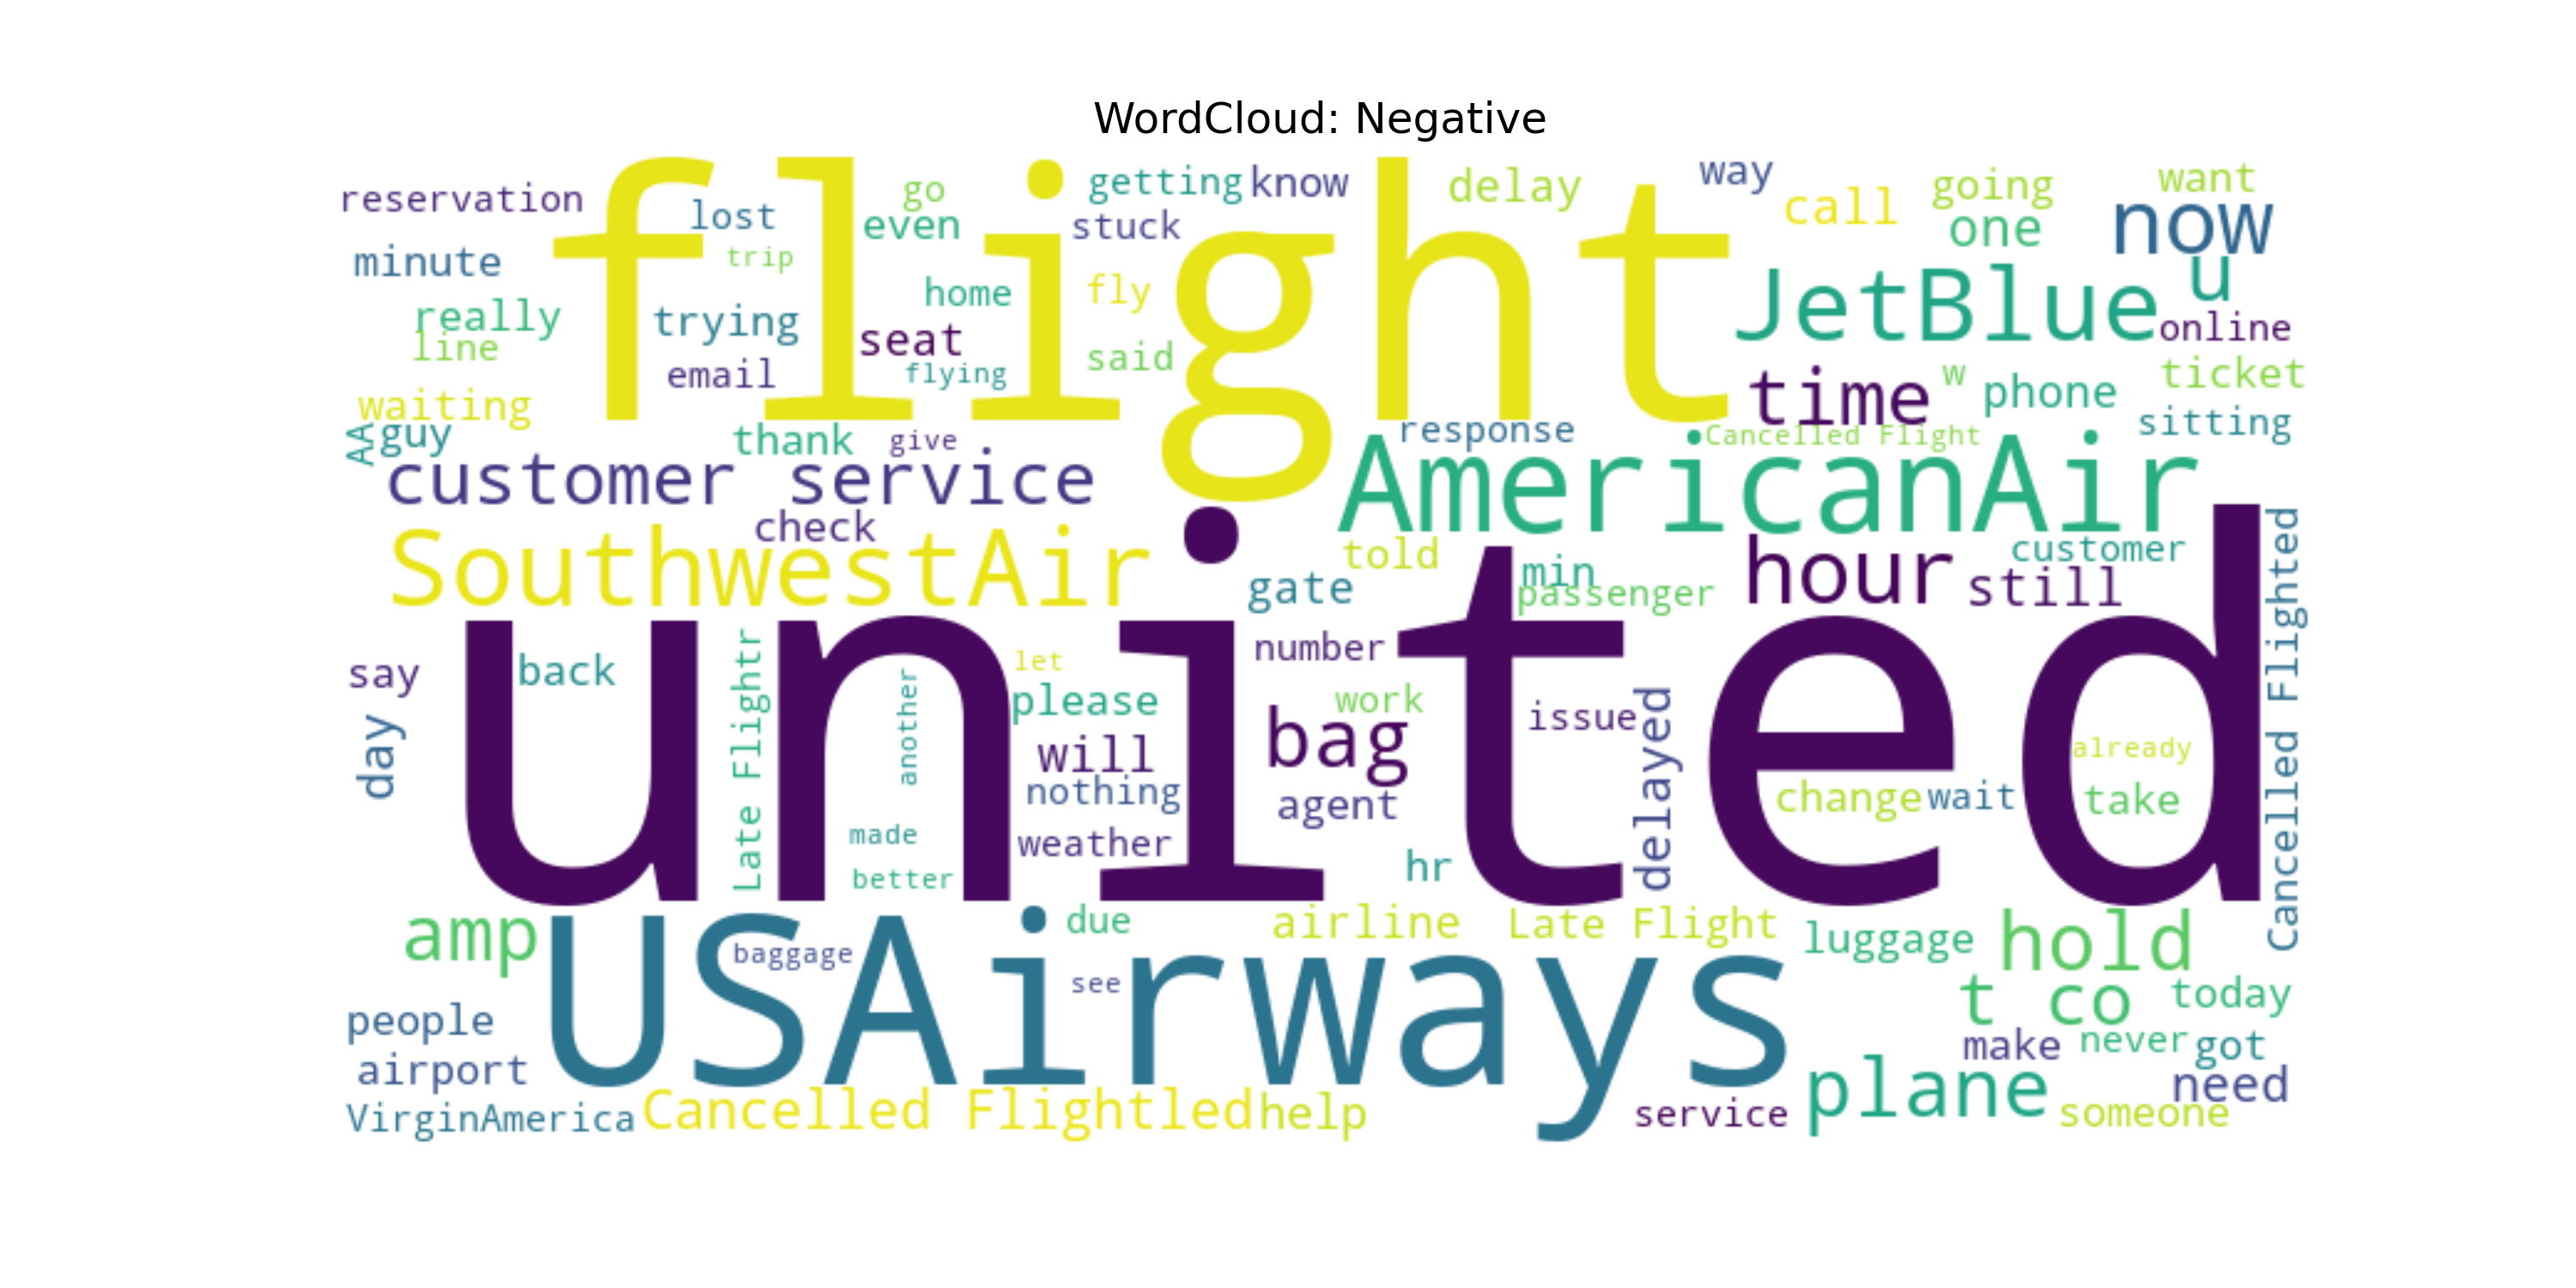 WordCloud: Negative
flight
reservation
lost
go
even
getting
know
stuck
delay
way
call
going
one
want
now
u
minute
trip
home
fly
JetBlue
online
really
line
trying
seat
said
email
flying
time
w
phone
ticket
waiting
sitting
AA
guy
thank
give
response
Cancelled Flight
customer service
AmericanAir
check
SouthwestAir
told
gate
min
passenger
hour
still
customer
Cancelled Flighted
united
say
back
Late Flightr
another
let
please
number
work
issue
delayed
day
will
bag
already
nothing
agent
change
wait
take
made
weather
better
hr
amp
USAirways
baggage
due
see
airline
Late Flight
luggage
hold
t co
today
people
make
never
got
airport
plane
need
VirginAmerica
Cancelled Flightled
help
service
someone